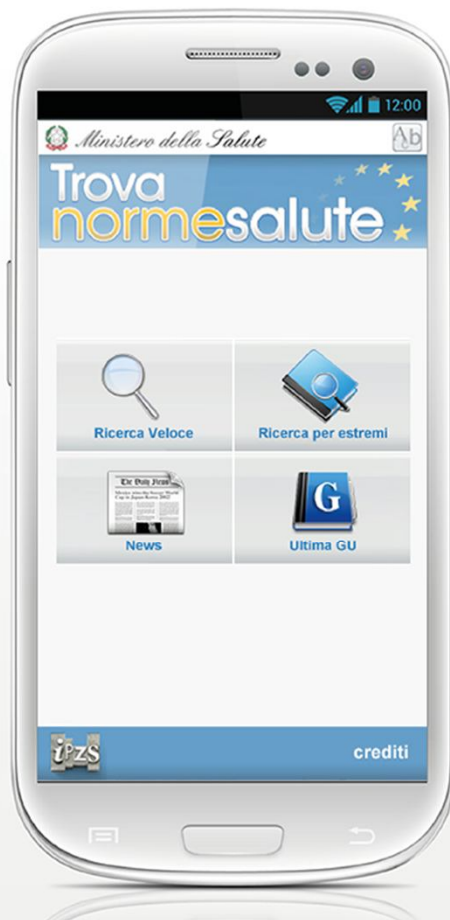 12:00
Ministero della Salute
Ab
Trova
normesalute
Ricerca Veloce
Ricerca per estremi
The Daily News
News
G
Ultima GU
iPZS
crediti